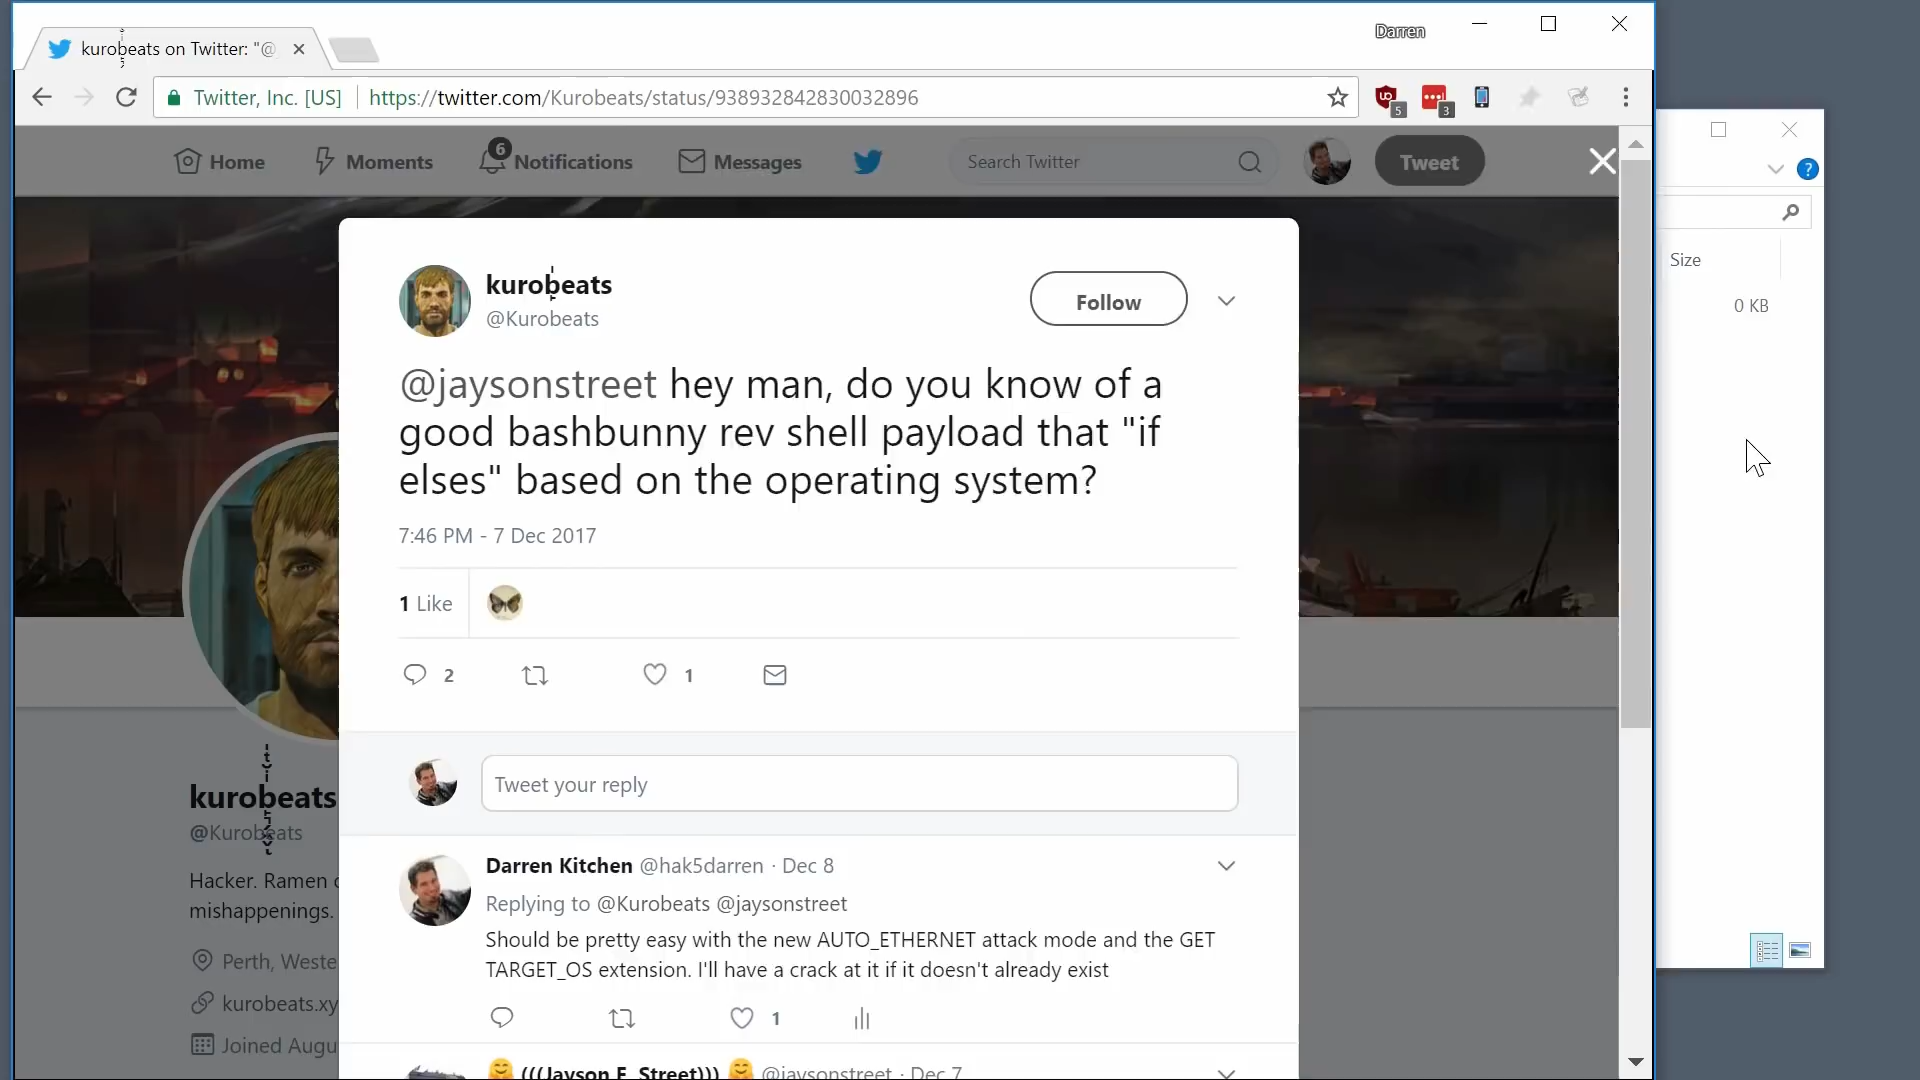 kurobeats on Twitter: "@
Darren
Twitter, Inc. [US]
https://twitter.com/Kurobeats/status/938932842830032896
5
3
Home
Moments
6
Notifications
Messages
Search Twitter
Tweet
kurobeats
@Kurobeats
Follow
@jaysonstreet hey man, do you know of a
good bashbunny rev shell payload that "if
elses" based on the operating system?
7:46 PM - 7 Dec 2017
1 Like
2
1
Tweet your reply
Darren Kitchen @hak5darren · Dec 8
Replying to @Kurobeats @jaysonstreet
Should be pretty easy with the new AUTO_ETHERNET attack mode and the GET
TARGET_OS extension. I'll have a crack at it if it doesn't already exist
1
🤗 (((Jayson E. Street))) 🤗 @jaysonstreet · Dec 7
kurobeats
@Kurobeats
Hacker. Ramen
mishappenings.
Perth, Weste
kurobeats.xy
Joined Augu
?
Size
0 KB